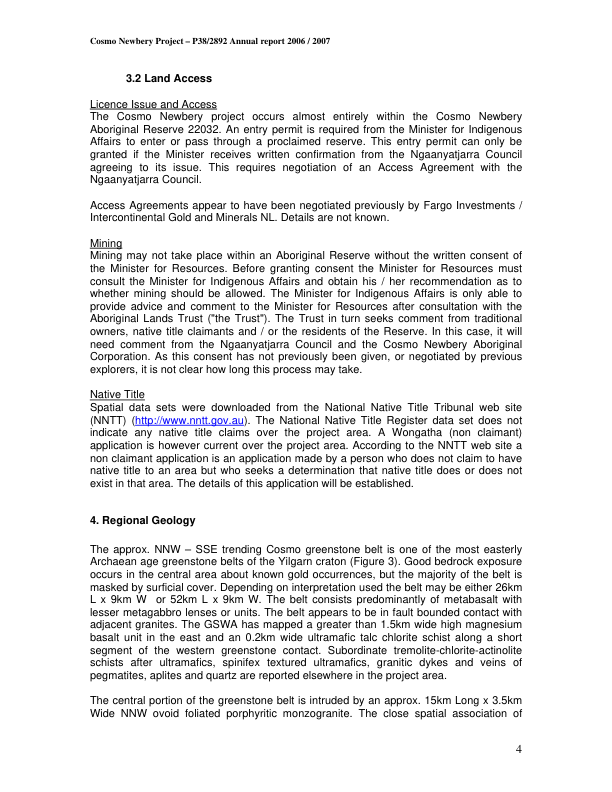 Cosmo Newbery Project – P38/2892 Annual report 2006 / 2007
3.2 Land Access
Licence Issue and Access
The Cosmo Newbery project occurs almost entirely within the Cosmo Newbery
Aboriginal Reserve 22032. An entry permit is required from the Minister for Indigenous
Affairs to enter or pass through a proclaimed reserve. This entry permit can only be
granted if the Minister receives written confirmation from the Ngaanyatjarra Council
agreeing to its issue. This requires negotiation of an Access Agreement with the
Ngaanyatjarra Council.
Access Agreements appear to have been negotiated previously by Fargo Investments /
Intercontinental Gold and Minerals NL. Details are not known.
Mining
Mining may not take place within an Aboriginal Reserve without the written consent of
the Minister for Resources. Before granting consent the Minister for Resources must
consult the Minister for Indigenous Affairs and obtain his / her recommendation as to
whether mining should be allowed. The Minister for Indigenous Affairs is only able to
provide advice and comment to the Minister for Resources after consultation with the
Aboriginal Lands Trust ("the Trust"). The Trust in turn seeks comment from traditional
owners, native title claimants and / or the residents of the Reserve. In this case, it will
need comment from the Ngaanyatjarra Council and the Cosmo Newbery Aboriginal
Corporation. As this consent has not previously been given, or negotiated by previous
explorers, it is not clear how long this process may take.
Native Title
Spatial data sets were downloaded from the National Native Title Tribunal web site
(NNTT) (http://www.nntt.gov.au). The National Native Title Register data set does not
indicate any native title claims over the project area. A Wongatha (non claimant)
application is however current over the project area. According to the NNTT web site a
non claimant application is an application made by a person who does not claim to have
native title to an area but who seeks a determination that native title does or does not
exist in that area. The details of this application will be established.
4. Regional Geology
The approx. NNW – SSE trending Cosmo greenstone belt is one of the most easterly
Archaean age greenstone belts of the Yilgarn craton (Figure 3). Good bedrock exposure
occurs in the central area about known gold occurrences, but the majority of the belt is
masked by surficial cover. Depending on interpretation used the belt may be either 26km
L x 9km W or 52km L x 9km W. The belt consists predominantly of metabasalt with
lesser metagabbro lenses or units. The belt appears to be in fault bounded contact with
adjacent granites. The GSWA has mapped a greater than 1.5km wide high magnesium
basalt unit in the east and an 0.2km wide ultramafic talc chlorite schist along a short
segment of the western greenstone contact. Subordinate tremolite-chlorite-actinolite
schists after ultramafics, spinifex textured ultramafics, granitic dykes and veins of
pegmatites, aplites and quartz are reported elsewhere in the project area.
The central portion of the greenstone belt is intruded by an approx. 15km Long x 3.5km
Wide NNW ovoid foliated porphyritic monzogranite. The close spatial association of
4